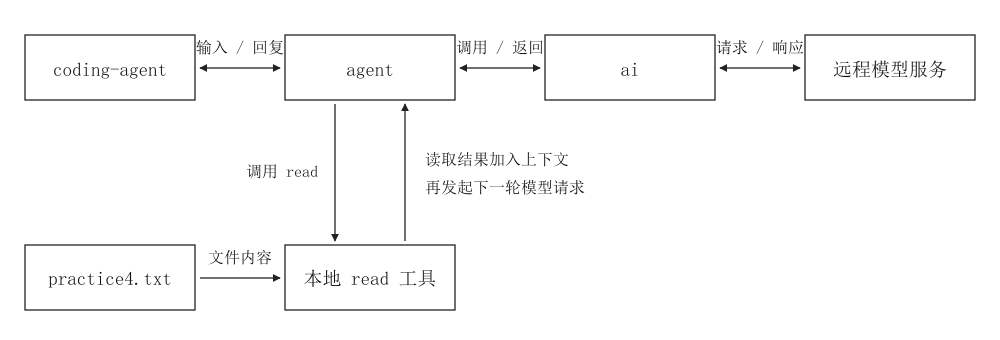 输入 / 回复
调用 / 返回
请求 / 响应
coding-agent
agent
ai
远程模型服务
调用 read
读取结果加入上下文
再发起下一轮模型请求
文件内容
practice4.txt
本地 read 工具